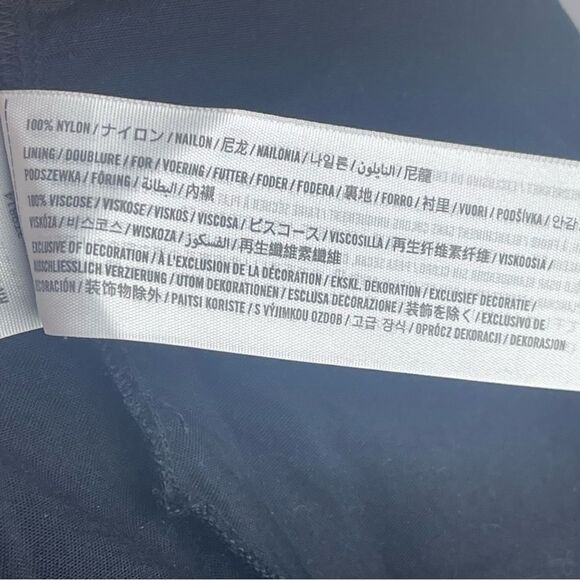 100% NYLON / ナイロン / NAILON / 尼龙 / NAILONIA / 나일론 / النايلون / 尼龍
LINING / DOUBLURE / FOR / VOERING / FUTTER / FODER / FODERA / 裏地 / FORRO / 衬里 / VUORI / PODŠÍVKA / 안감
PODSZEWKA / FÖRING / البطانة / 內襯
100% VISCOSE / VISKOSE / VISKOS / VISCOSA / ビスコース / VISCOSILLA / 再生纤维素纤维 / VISKOOSIA /
VISKÓZA / 비스코스 / WISKOZA / الفسكوز / 再生纖維素纖維
EXCLUSIVE OF DECORATION / À L'EXCLUSION DE LA DÉCORATION / EKSKL. DEKORATION / EXCLUSIEF DECORATIE /
AUSSCHLIESSLICH VERZIERUNG / UTOM DEKORATIONEN / ESCLUSA DECORAZIONE / 装飾を除く / EXCLUSIVO DE
DECORACIÓN / 装饰物除外 / PAITSI KORISTE / S VÝJIMKOU OZDOB / 고급 장식 / OPRÓCZ DEKORACJI / DEKORASJON